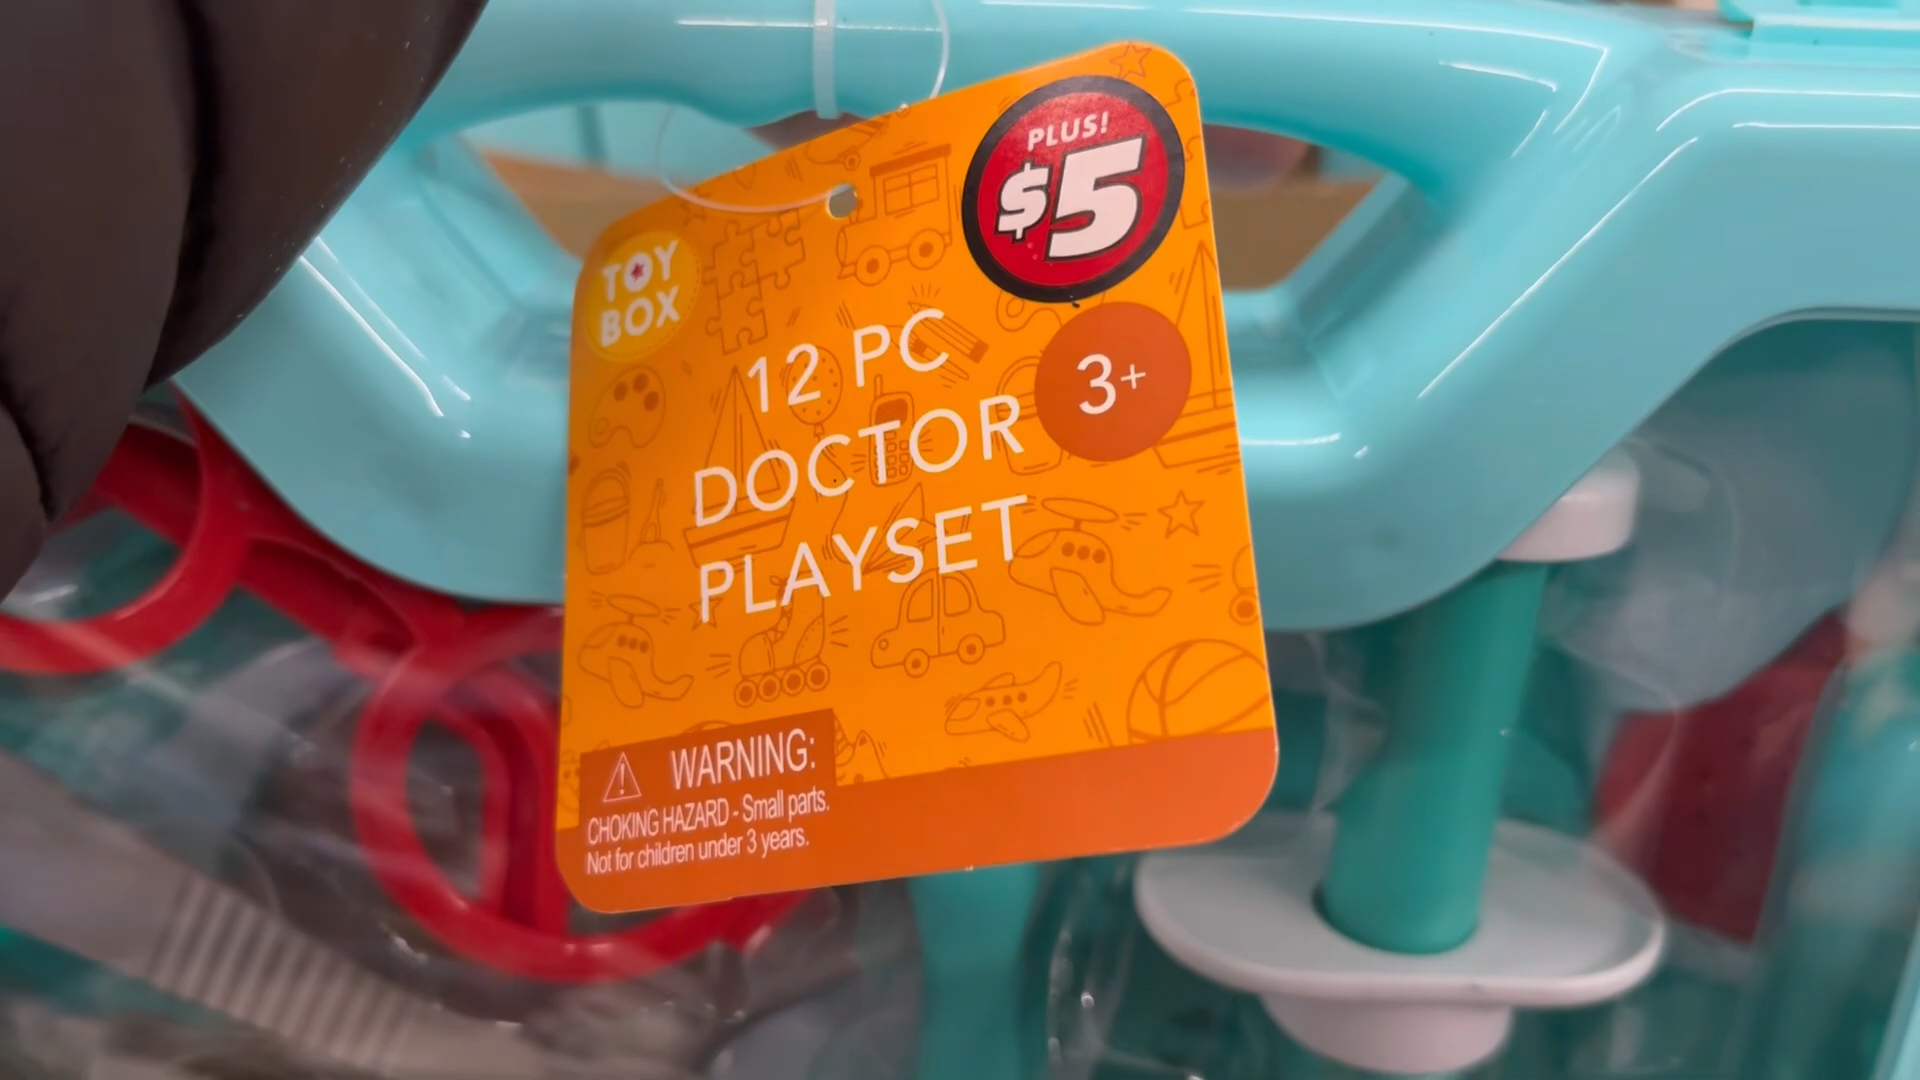 PLUS!
$5
TOY
BOX
12 PC
DOCTOR
PLAYSET
3+
WARNING:
CHOKING HAZARD - Small parts.
Not for children under 3 years.